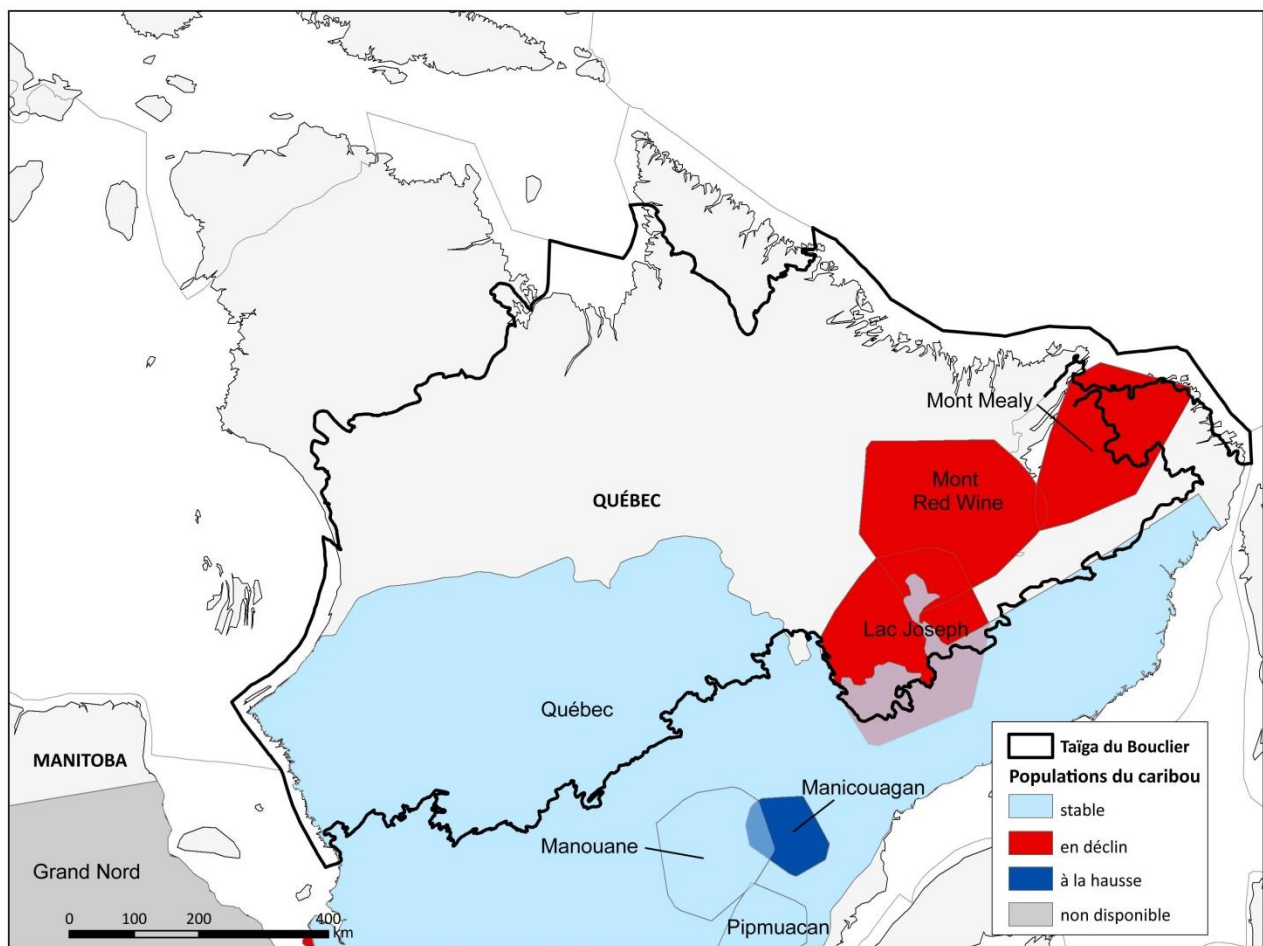 Mont Mealy
Mont
Red Wine
QUÉBEC
Lac Joseph
Québec
MANITOBA
Manicouagan
Manouane
Grand Nord
Pipmuacan
0 100 200 400
km
Taïga du Bouclier
Populations du caribou
stable
en déclin
à la hausse
non disponible